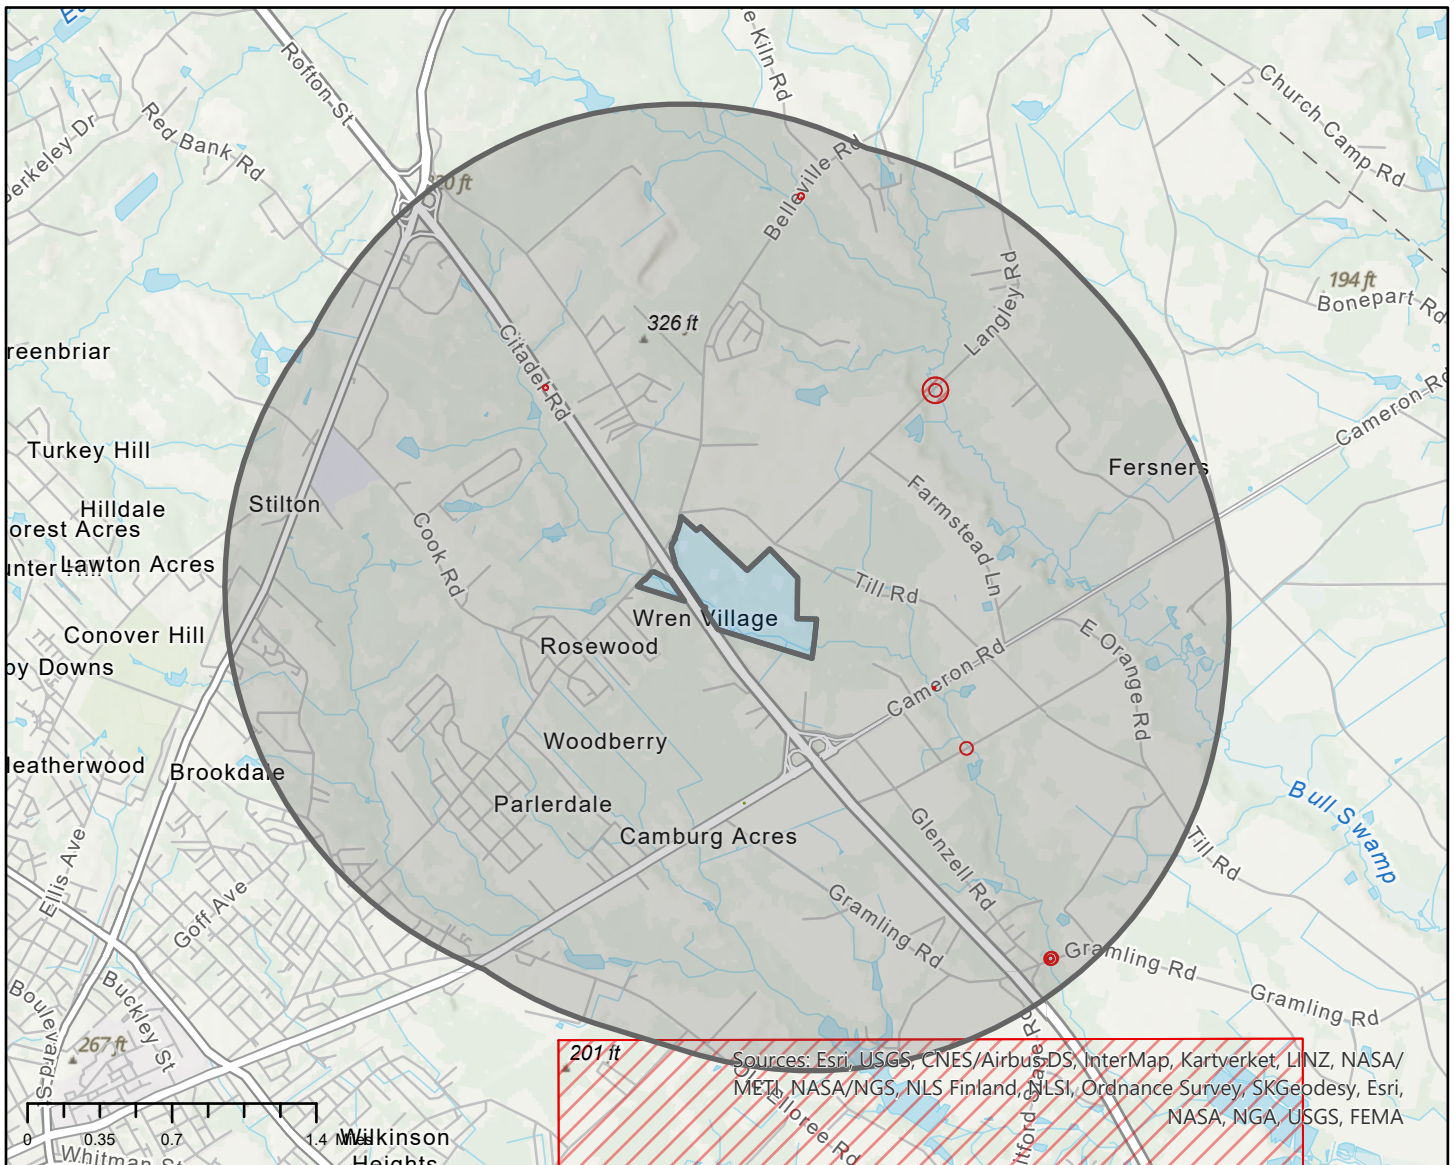 Rofton St
Red Bank Rd
Berkeley Dr
e Kiln Rd
Church Camp Rd
Belleville Rd
194 ft
Bonepart Rd
Langley Rd
326 ft
Citadel Rd
reenbriar
Cameron Rd
Turkey Hill
Fersners
Hilldale
Stilton
orest Acres
Farmstead Ln
Cook Rd
Lawton Acres
Till Rd
Wren Village
Conover Hill
Rosewood
E Orange Rd
by Downs
Cameron Rd
Woodberry
leatherwood
Brookdale
Parlerdale
Bull Swamp
Camburg Acres
Glenzell Rd
Till Rd
Ellis Ave
Goff Ave
Gramling Rd
Gramling Rd
Gramling Rd
Boulevard St
Buckley St
267 ft
201 ft
Sources: Esri, USGS, CNES/Airbus DS, InterMap, Kartverket, LINZ, NASA/
METI, NASA/NGS, NLS Finland, NLSI, Ordnance Survey, SKGeodesy, Esri,
NASA, NGA, USGS, FEMA
0 0.35 0.7 1.4 Miles
Wilkinson
Heights
Whitman St